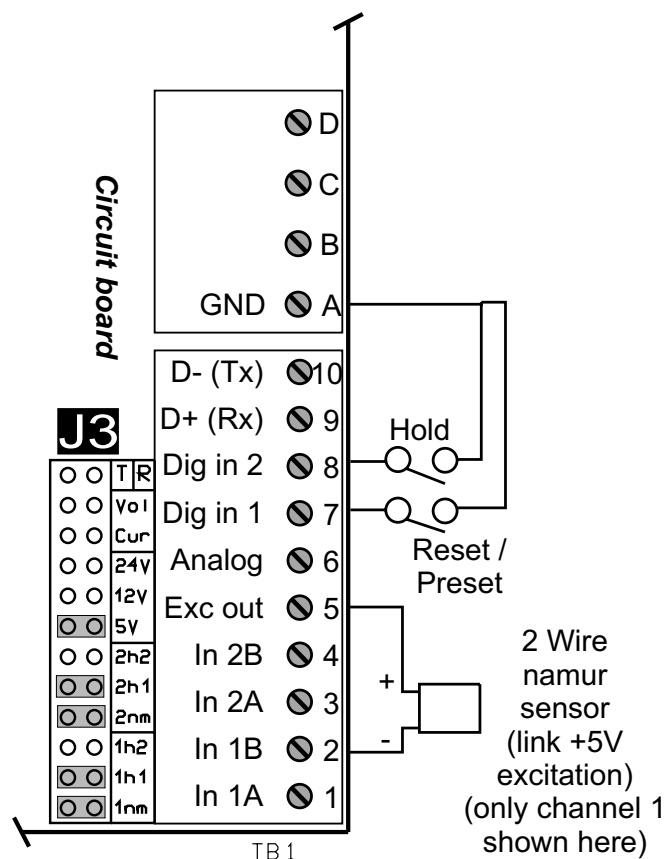 D
C
B
GND A
Circuit board
D- (Tx) 10
D+ (Rx) 9
Dig in 2 8
Dig in 1 7
Analog 6
Exc out 5
In 2B 4
In 2A 3
In 1B 2
In 1A 1
J3
T R
Vol
Cur
24V
12V
5V
2h2
2h1
2nm
1h2
1h1
1nm
Hold
Reset /
Preset
+
-
2 Wire
namur
sensor
(link +5V
excitation)
(only channel 1
shown here)
TB1